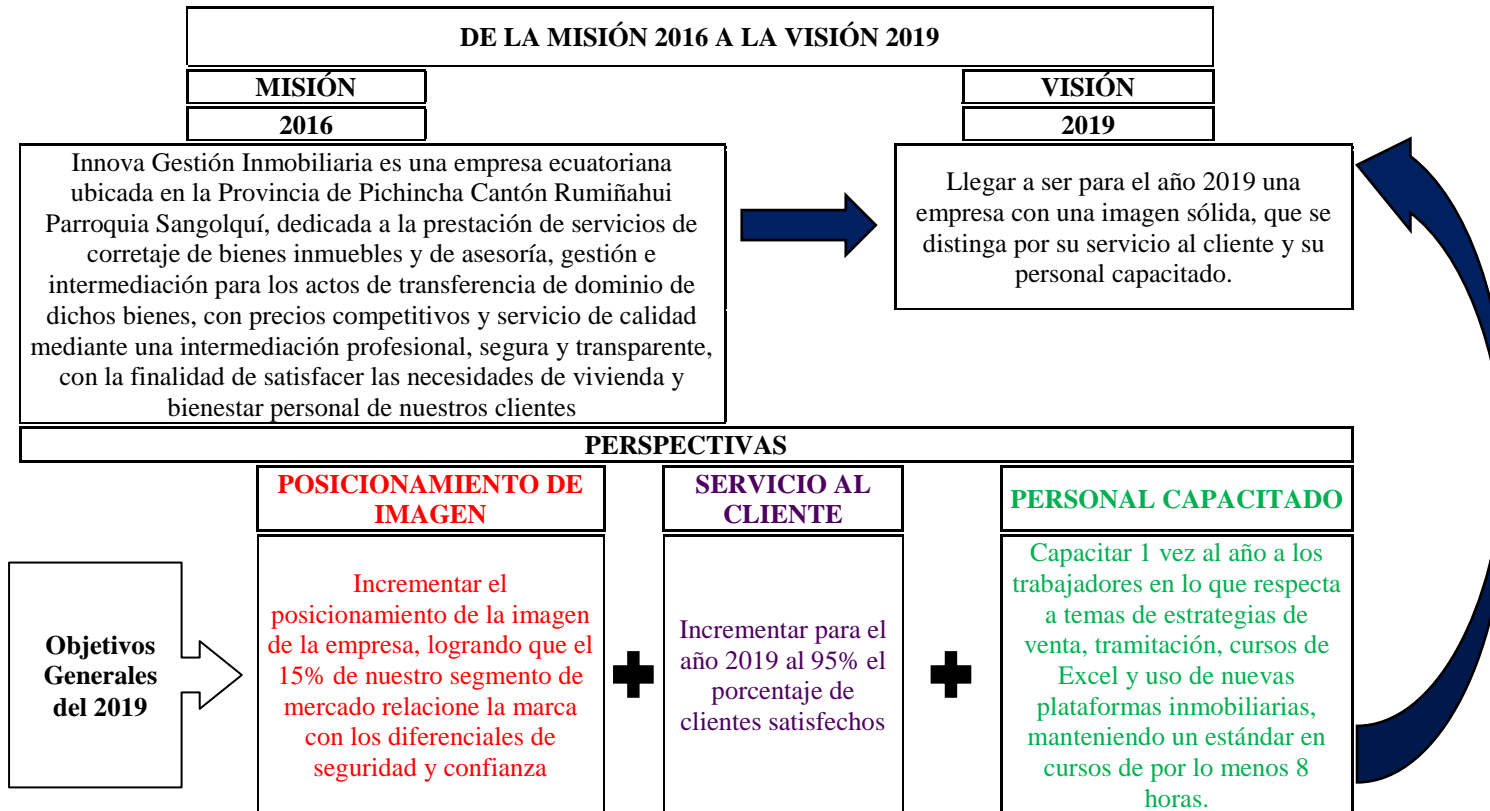 DE LA MISIÓN 2016 A LA VISIÓN 2019
MISIÓN
2016
Innova Gestión Inmobiliaria es una empresa ecuatoriana
ubicada en la Provincia de Pichincha Cantón Rumiñahui
Parroquia Sangolquí, dedicada a la prestación de servicios de
corretaje de bienes inmuebles y de asesoría, gestión e
intermediación para los actos de transferencia de dominio de
dichos bienes, con precios competitivos y servicio de calidad
mediante una intermediación profesional, segura y transparente,
con la finalidad de satisfacer las necesidades de vivienda y
bienestar personal de nuestros clientes
VISIÓN
2019
Llegar a ser para el año 2019 una
empresa con una imagen sólida, que se
distinga por su servicio al cliente y su
personal capacitado.
PERSPECTIVAS
Objetivos
Generales
del 2019
POSICIONAMIENTO DE
IMAGEN
Incrementar el
posicionamiento de la imagen
de la empresa, logrando que el
15% de nuestro segmento de
mercado relacione la marca
con los diferenciales de
seguridad y confianza
SERVICIO AL
CLIENTE
Incrementar para el
año 2019 al 95% el
porcentaje de
clientes satisfechos
PERSONAL CAPACITADO
Capacitar 1 vez al año a los
trabajadores en lo que respecta
a temas de estrategias de
venta, tramitación, cursos de
Excel y uso de nuevas
plataformas inmobiliarias,
manteniendo un estándar en
cursos de por lo menos 8
horas.